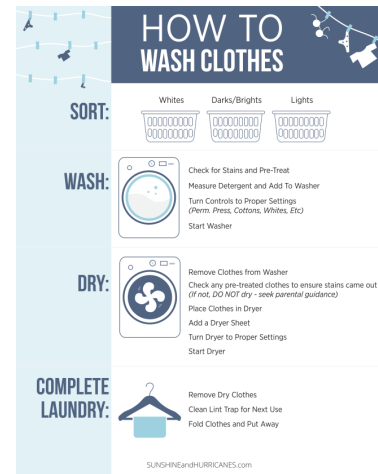 HOW TO
WASH CLOTHES
SORT:
Whites
Darks/Brights
Lights
WASH:
Check for Stains and Pre-Treat
Measure Detergent and Add To Washer
Turn Controls to Proper Settings
(Perm. Press, Cottons, Whites, Etc)
Start Washer
DRY:
Remove Clothes from Washer
Check any pre-treated clothes to ensure stains came out
(If not, DO NOT dry - seek parental guidance)
Place Clothes in Dryer
Add a Dryer Sheet
Turn Dryer to Proper Settings
Start Dryer
COMPLETE
LAUNDRY:
Remove Dry Clothes
Clean Lint Trap for Next Use
Fold Clothes and Put Away
SUNSHINEandHURRICANES.com